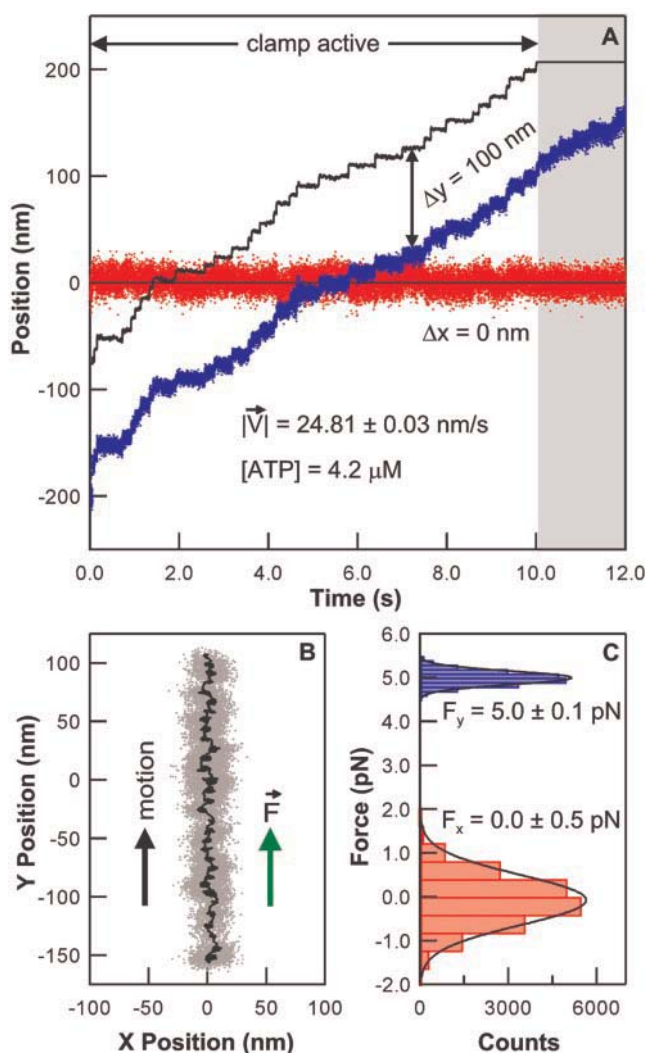 clamp active
A
200
100
0
-100
-200
Position (nm)
Δy = 100 nm
Δx = 0 nm
|V⃗| = 24.81 ± 0.03 nm/s
[ATP] = 4.2 μM
0.0 2.0 4.0 6.0 8.0 10.0 12.0
Time (s)
B
100
50
0
-50
-100
-150
Y Position (nm)
motion
F⃗
-100 -50 0 50 100
X Position (nm)
C
6.0
5.0
4.0
3.0
2.0
1.0
0.0
-1.0
-2.0
Force (pN)
Fy = 5.0 ± 0.1 pN
Fx = 0.0 ± 0.5 pN
0 3000 6000
Counts